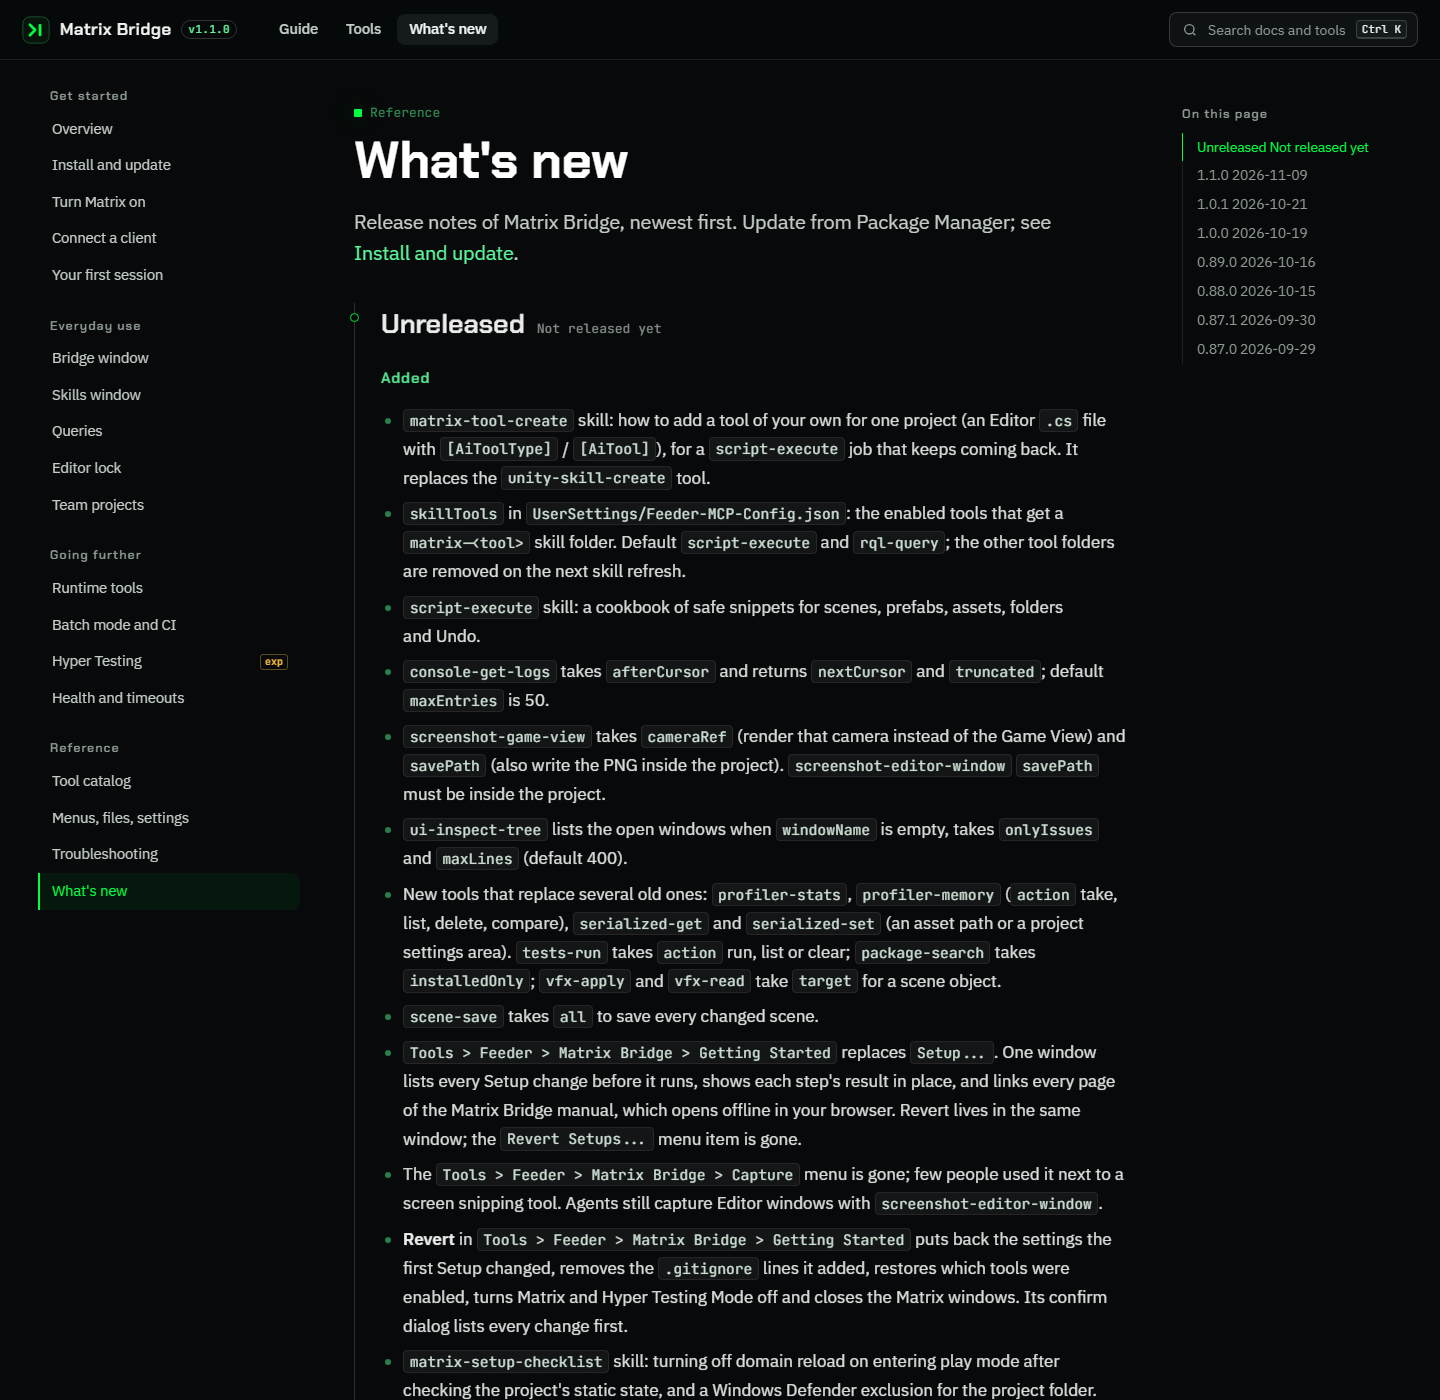 Matrix Bridge v1.1.0 Guide Tools What's new Search docs and tools Ctrl K
Get started
Overview
Install and update
Turn Matrix on
Connect a client
Your first session
Everyday use
Bridge window
Skills window
Queries
Editor lock
Team projects
Going further
Runtime tools
Batch mode and CI
Hyper Testing exp
Health and timeouts
Reference
Tool catalog
Menus, files, settings
Troubleshooting
What's new
Reference
What's new
Release notes of Matrix Bridge, newest first. Update from Package Manager; see
Install and update.
Unreleased Not released yet
Added
matrix-tool-create skill: how to add a tool of your own for one project (an Editor .cs file
with [AiToolType] / [AiTool]), for a script-execute job that keeps coming back. It
replaces the unity-skill-create tool.
skillTools in UserSettings/Feeder-MCP-Config.json: the enabled tools that get a
matrix-<tool> skill folder. Default script-execute and rql-query; the other tool folders
are removed on the next skill refresh.
script-execute skill: a cookbook of safe snippets for scenes, prefabs, assets, folders
and Undo.
console-get-logs takes afterCursor and returns nextCursor and truncated; default
maxEntries is 50.
screenshot-game-view takes cameraRef (render that camera instead of the Game View) and
savePath (also write the PNG inside the project). screenshot-editor-window savePath
must be inside the project.
ui-inspect-tree lists the open windows when windowName is empty, takes onlyIssues
and maxLines (default 400).
New tools that replace several old ones: profiler-stats, profiler-memory (action take,
list, delete, compare), serialized-get and serialized-set (an asset path or a project
settings area). tests-run takes action run, list or clear; package-search takes
installedOnly; vfx-apply and vfx-read take target for a scene object.
scene-save takes all to save every changed scene.
Tools > Feeder > Matrix Bridge > Getting Started replaces Setup.... One window
lists every Setup change before it runs, shows each step's result in place, and links every page
of the Matrix Bridge manual, which opens offline in your browser. Revert lives in the same
window; the Revert Setups... menu item is gone.
The Tools > Feeder > Matrix Bridge > Capture menu is gone; few people used it next to a
screen snipping tool. Agents still capture Editor windows with screenshot-editor-window.
Revert in Tools > Feeder > Matrix Bridge > Getting Started puts back the settings the
first Setup changed, removes the .gitignore lines it added, restores which tools were
enabled, turns Matrix and Hyper Testing Mode off and closes the Matrix windows. Its confirm
dialog lists every change first.
matrix-setup-checklist skill: turning off domain reload on entering play mode after
checking the project's static state, and a Windows Defender exclusion for the project folder.
On this page
Unreleased Not released yet
1.1.0 2026-11-09
1.0.1 2026-10-21
1.0.0 2026-10-19
0.89.0 2026-10-16
0.88.0 2026-10-15
0.87.1 2026-09-30
0.87.0 2026-09-29